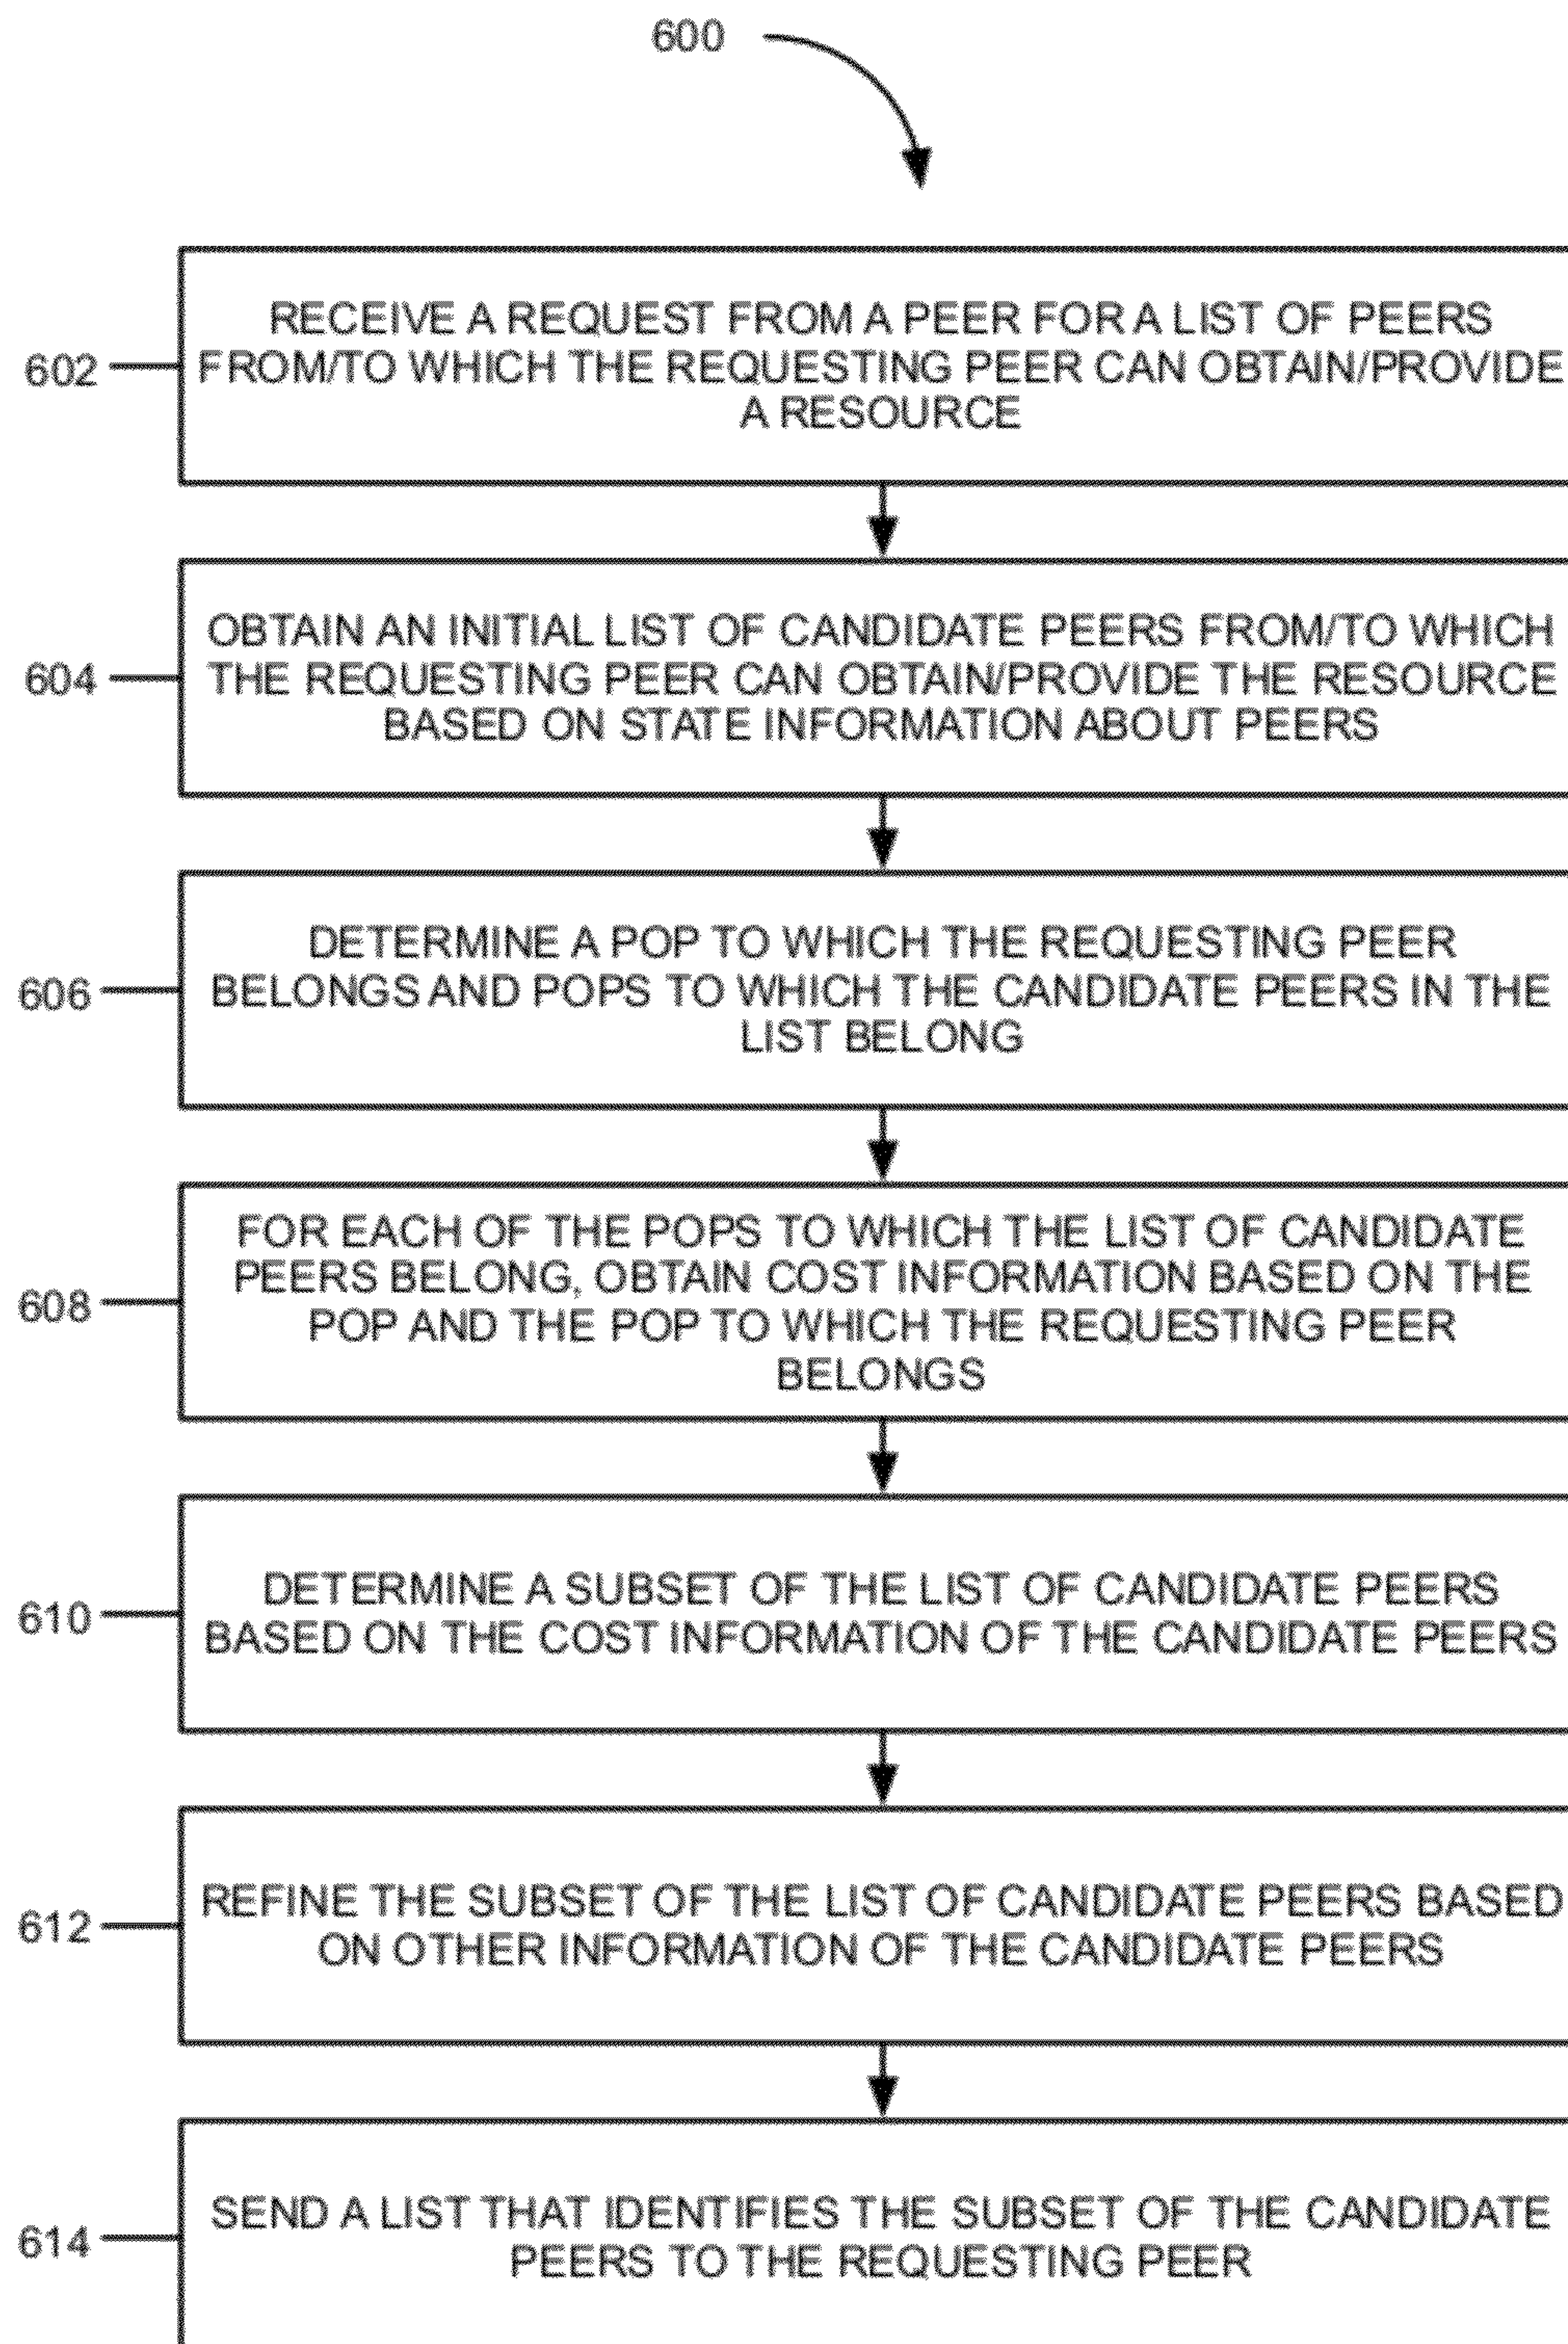 600
602
RECEIVE A REQUEST FROM A PEER FOR A LIST OF PEERS
FROM/TO WHICH THE REQUESTING PEER CAN OBTAIN/PROVIDE
A RESOURCE
604
OBTAIN AN INITIAL LIST OF CANDIDATE PEERS FROM/TO WHICH
THE REQUESTING PEER CAN OBTAIN/PROVIDE THE RESOURCE
BASED ON STATE INFORMATION ABOUT PEERS
606
DETERMINE A POP TO WHICH THE REQUESTING PEER
BELONGS AND POPS TO WHICH THE CANDIDATE PEERS IN THE
LIST BELONG
608
FOR EACH OF THE POPS TO WHICH THE LIST OF CANDIDATE
PEERS BELONG, OBTAIN COST INFORMATION BASED ON THE
POP AND THE POP TO WHICH THE REQUESTING PEER
BELONGS
610
DETERMINE A SUBSET OF THE LIST OF CANDIDATE PEERS
BASED ON THE COST INFORMATION OF THE CANDIDATE PEERS
612
REFINE THE SUBSET OF THE LIST OF CANDIDATE PEERS BASED
ON OTHER INFORMATION OF THE CANDIDATE PEERS
614
SEND A LIST THAT IDENTIFIES THE SUBSET OF THE CANDIDATE
PEERS TO THE REQUESTING PEER